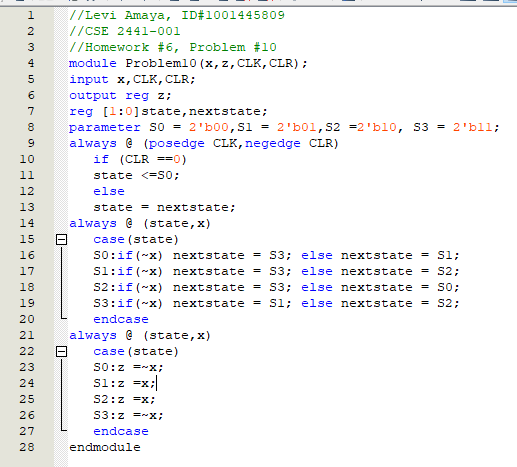 1 //Levi Amaya, ID#1001445809
2 //CSE 2441-001
3 //Homework #6, Problem #10
4 module Problem10(x,z,CLK,CLR);
5 input x,CLK,CLR;
6 output reg z;
7 reg [1:0]state,nextstate;
8 parameter S0 = 2'b00,S1 = 2'b01,S2 =2'b10, S3 = 2'b11;
9 always @ (posedge CLK,negedge CLR)
10 if (CLR ==0)
11 state <=S0;
12 else
13 state = nextstate;
14 always @ (state,x)
15 case(state)
16 S0:if(~x) nextstate = S3; else nextstate = S1;
17 S1:if(~x) nextstate = S3; else nextstate = S2;
18 S2:if(~x) nextstate = S3; else nextstate = S0;
19 S3:if(~x) nextstate = S1; else nextstate = S2;
20 endcase
21 always @ (state,x)
22 case(state)
23 S0:z =~x;
24 S1:z =x;
25 S2:z =x;
26 S3:z =~x;
27 endcase
28 endmodule